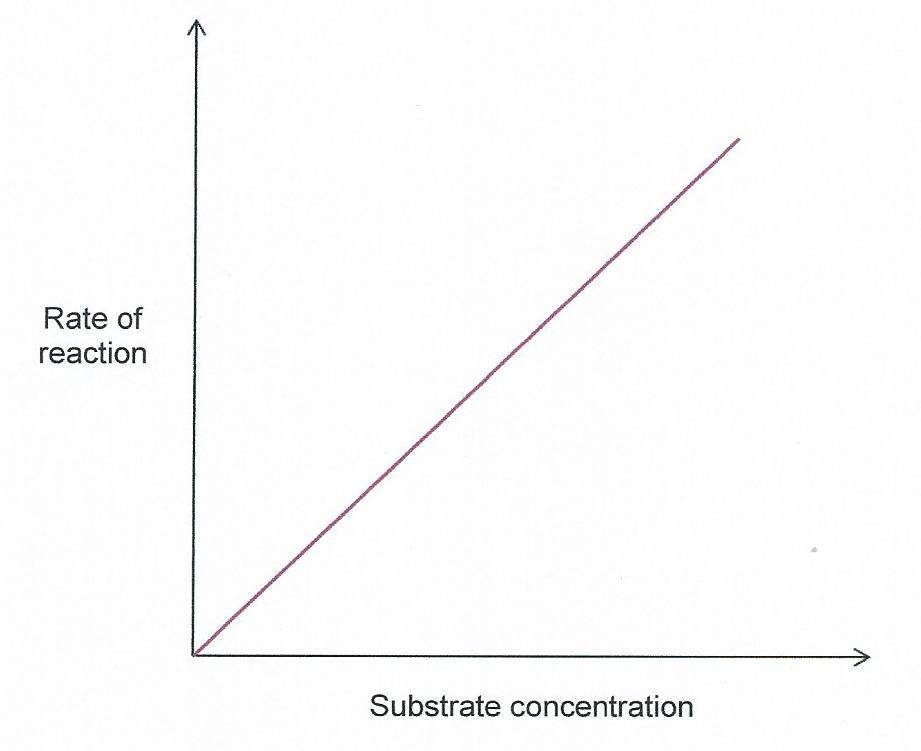 Rate of
reaction
Substrate concentration